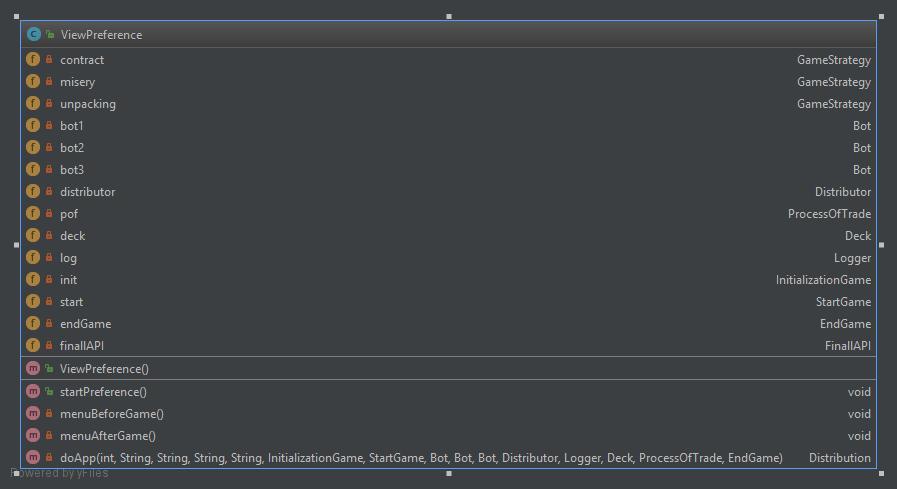 ViewPreference
contract GameStrategy
misery GameStrategy
unpacking GameStrategy
bot1 Bot
bot2 Bot
bot3 Bot
distributor Distributor
pof ProcessOfTrade
deck Deck
log Logger
init InitializationGame
start StartGame
endGame EndGame
finallAPI FinallAPI
ViewPreference()
startPreference() void
menuBeforeGame() void
menuAfterGame() void
doApp(int, String, String, String, String, InitializationGame, StartGame, Bot, Bot, Bot, Distributor, Logger, Deck, ProcessOfTrade, EndGame) Distribution
Powered by yFiles